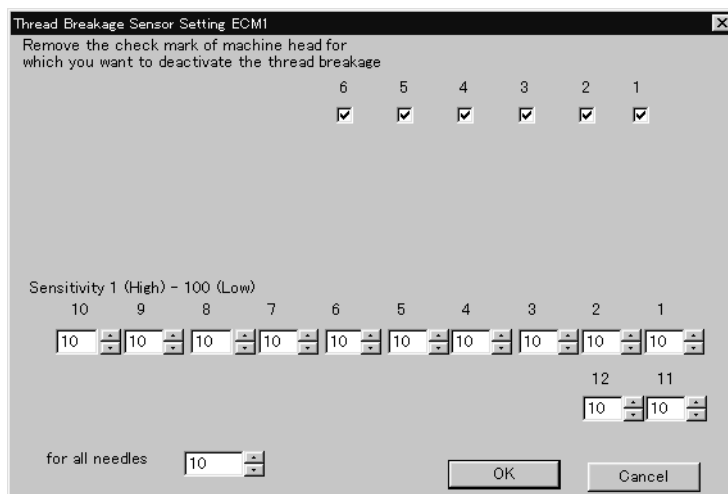 Thread Breakage Sensor Setting ECM1
Remove the check mark of machine head for
which you want to deactivate the thread breakage
6 5 4 3 2 1
Sensitivity 1 (High) - 100 (Low)
10 9 8 7 6 5 4 3 2 1
10 10 10 10 10 10 10 10 10 10
12 11
10 10
for all needles 10 OK Cancel